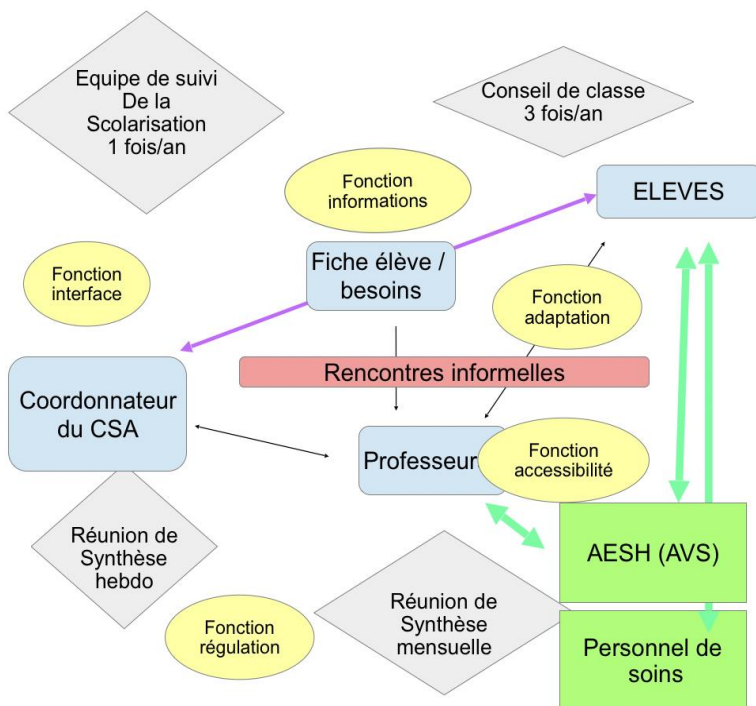 Equipe de suivi
De la
Scolarisation
1 fois/an
Conseil de classe
3 fois/an
Fonction
informations
ELEVES
Fiche élève /
besoins
Fonction
interface
Fonction
adaptation
Rencontres informelles
Coordonnateur
du CSA
Professeur
Fonction
accessibilité
Réunion de
Synthèse
hebdo
AESH (AVS)
Réunion de
Synthèse
mensuelle
Fonction
régulation
Personnel de
soins